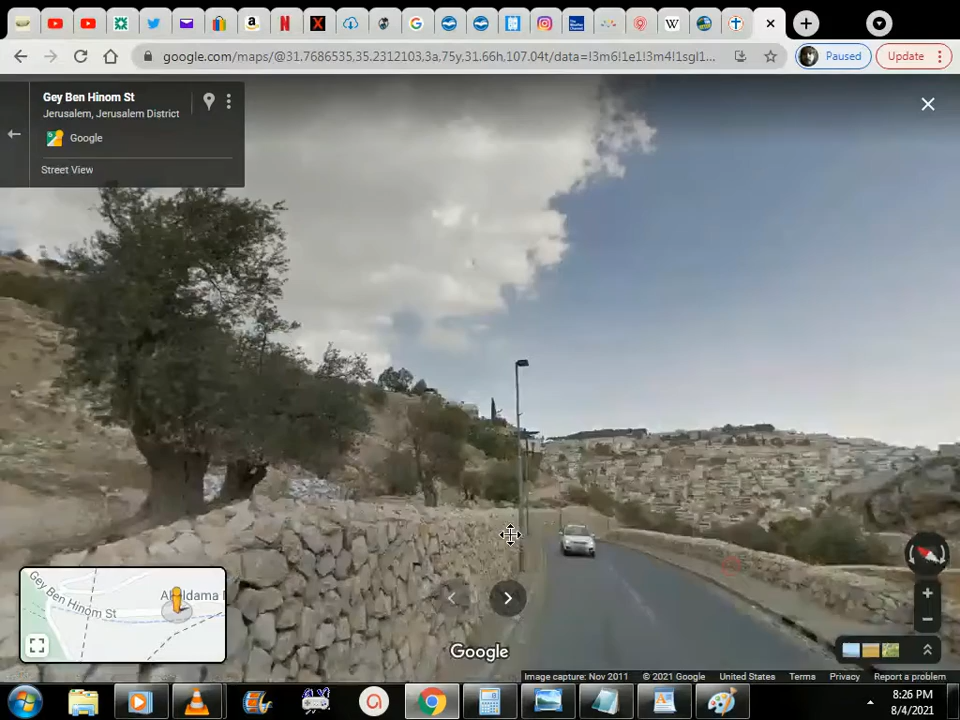 Paused
Update
google.com/maps/@31.7686535,35.2312103,3a,75y,31.66h,107.04t/data=!3m6!1e1!3m4!1sgl1...
Gey Ben Hinom St
Jerusalem, Jerusalem District
Google
Street View
Gey Ben Hinom St
Google
Image capture: Nov 2011 © 2021 Google United States Terms Privacy Report a problem
8:26 PM
8/4/2021